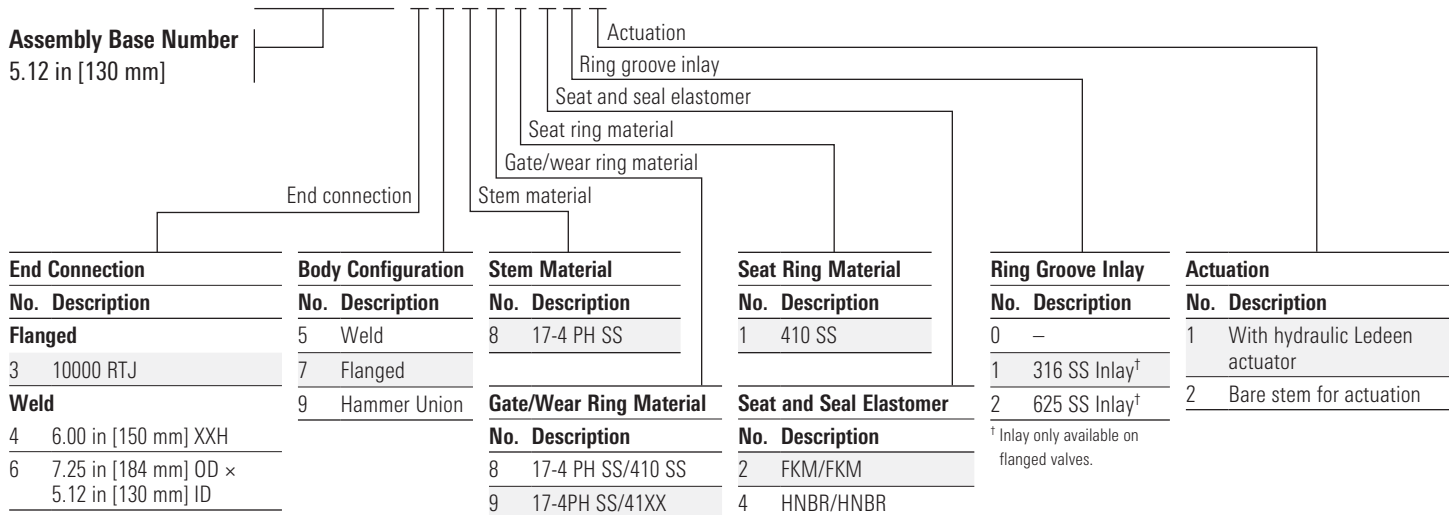 Assembly Base Number
5.12 in [130 mm]
Actuation
Ring groove inlay
Seat and seal elastomer
Seat ring material
Gate/wear ring material
End connection
Stem material
End Connection
No. Description
Flanged
3 10000 RTJ
Weld
4 6.00 in [150 mm] XXH
6 7.25 in [184 mm] OD ×
5.12 in [130 mm] ID
Body Configuration
No. Description
5 Weld
7 Flanged
9 Hammer Union
Stem Material
No. Description
8 17-4 PH SS
Gate/Wear Ring Material
No. Description
8 17-4 PH SS/410 SS
9 17-4PH SS/41XX
Seat Ring Material
No. Description
1 410 SS
Seat and Seal Elastomer
No. Description
2 FKM/FKM
4 HNBR/HNBR
Ring Groove Inlay
No. Description
0 –
1 316 SS Inlay†
2 625 SS Inlay†
† Inlay only available on
flanged valves.
Actuation
No. Description
1 With hydraulic Ledeen
actuator
2 Bare stem for actuation